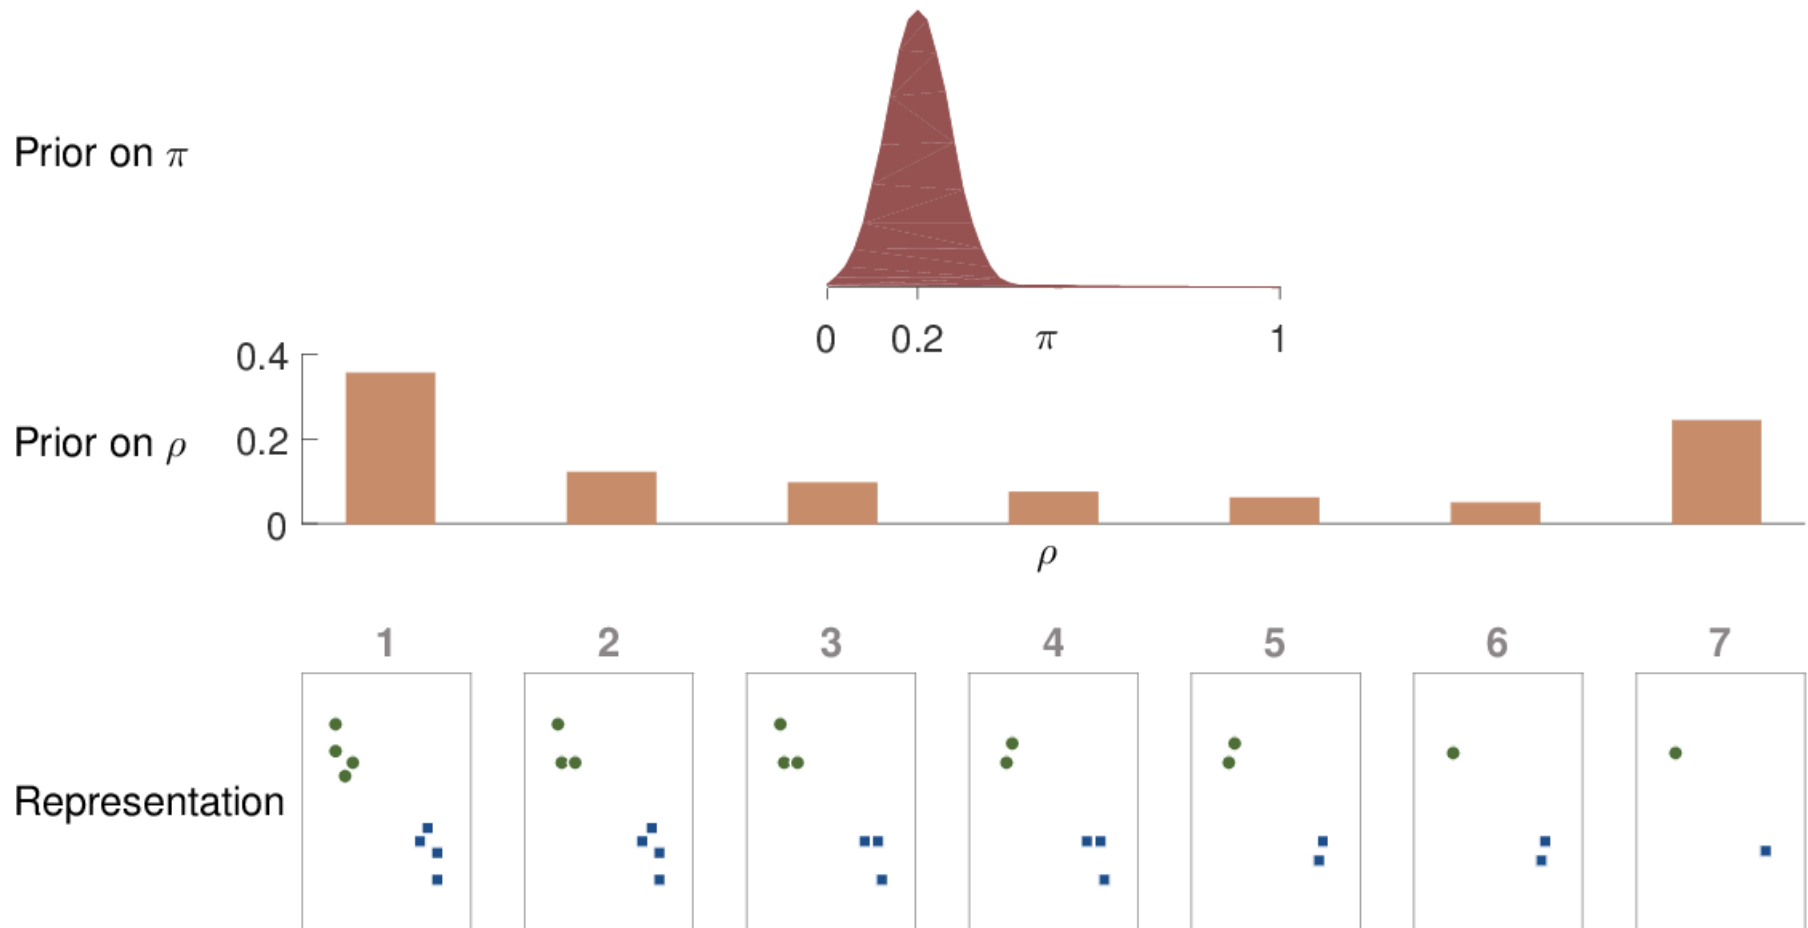 Prior on π
0 0.2 π 1
Prior on ρ
0.4
0.2
0
ρ
1 2 3 4 5 6 7
Representation